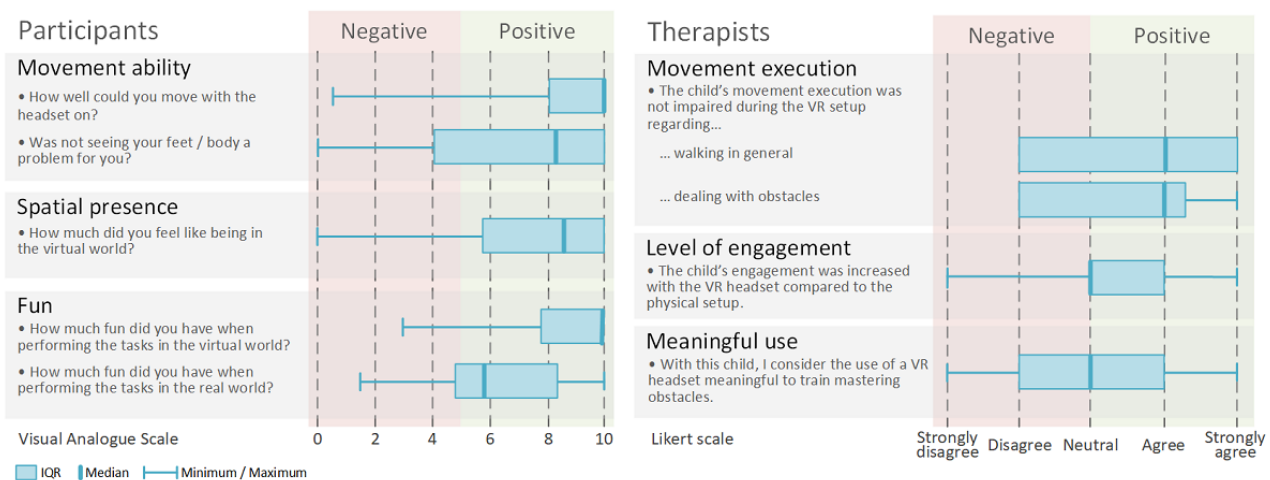 Participants
Negative
Positive
Movement ability
• How well could you move with the
headset on?
• Was not seeing your feet / body a
problem for you?
Spatial presence
• How much did you feel like being in
the virtual world?
Fun
• How much fun did you have when
performing the tasks in the virtual world?
• How much fun did you have when
performing the tasks in the real world?
Visual Analogue Scale
0 2 4 6 8 10
IQR Median Minimum / Maximum
Therapists
Negative
Positive
Movement execution
• The child's movement execution was
not impaired during the VR setup
regarding...
... walking in general
... dealing with obstacles
Level of engagement
• The child's engagement was increased
with the VR headset compared to the
physical setup.
Meaningful use
• With this child, I consider the use of a VR
headset meaningful to train mastering
obstacles.
Likert scale
Strongly
disagree
Disagree
Neutral
Agree
Strongly
agree